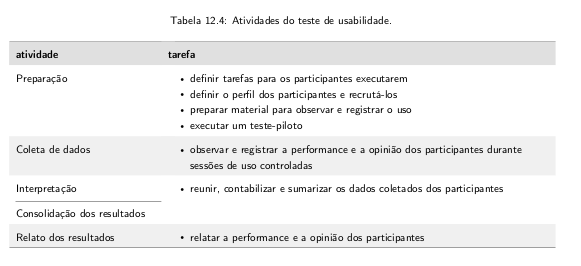 Tabela 12.4: Atividades do teste de usabilidade.
atividade tarefa
Preparação • definir tarefas para os participantes executarem
• definir o perfil dos participantes e recrutá-los
• preparar material para observar e registrar o uso
• executar um teste-piloto
Coleta de dados • observar e registrar a performance e a opinião dos participantes durante
sessões de uso controladas
Interpretação • reunir, contabilizar e sumarizar os dados coletados dos participantes
Consolidação dos resultados
Relato dos resultados • relatar a performance e a opinião dos participantes